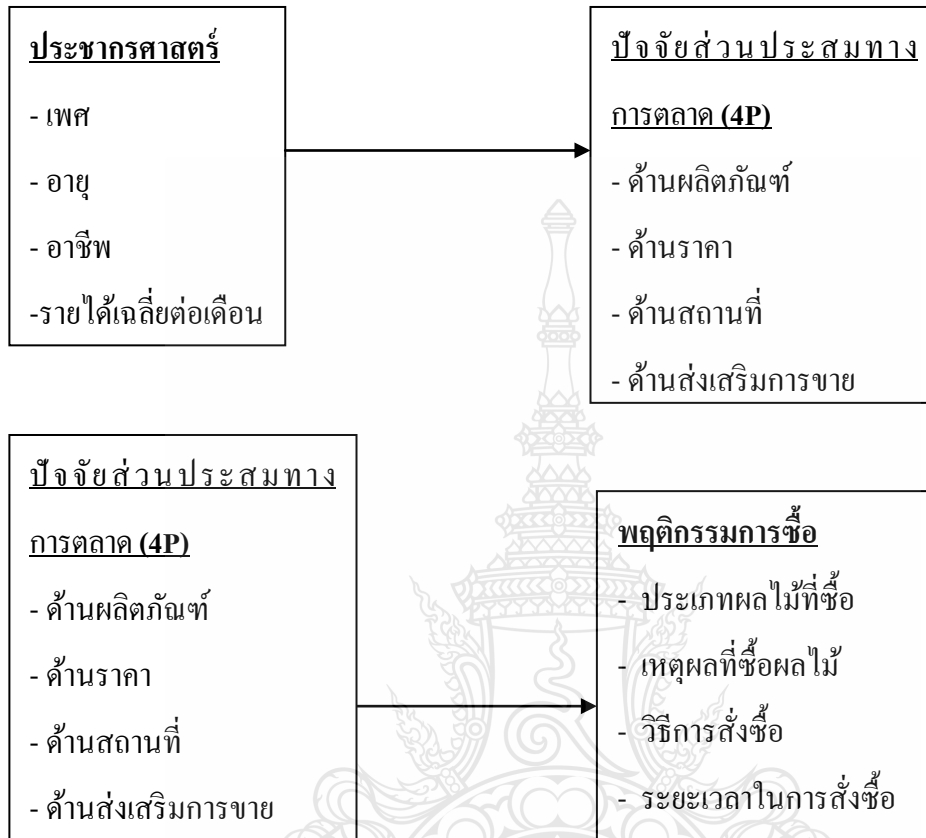 ประชากรศาสตร์
- เพศ
- อายุ
- อาชีพ
-รายได้เฉลี่ยต่อเดือน
ปัจจัยส่วนประสมทาง
การตลาด (4P)
- ด้านผลิตภัณฑ์
- ด้านราคา
- ด้านสถานที่
- ด้านส่งเสริมการขาย
ปัจจัยส่วนประสมทาง
การตลาด (4P)
- ด้านผลิตภัณฑ์
- ด้านราคา
- ด้านสถานที่
- ด้านส่งเสริมการขาย
พฤติกรรมการซื้อ
- ประเภทผลไม้ที่ซื้อ
- เหตุผลที่ซื้อผลไม้
- วิธีการสั่งซื้อ
- ระยะเวลาในการสั่งซื้อ